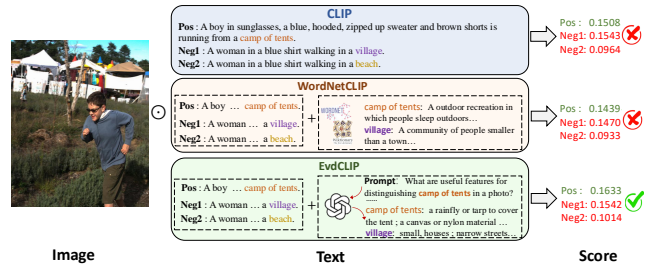 CLIP
Pos : A boy in sunglasses, a blue, hooded, zipped up sweater and brown shorts is
running from a camp of tents.
Neg1 : A woman in a blue shirt walking in a village.
Neg2 : A woman in a blue shirt walking in a beach.
Pos : 0.1508
Neg1: 0.1543
Neg2: 0.0964
WordNetCLIP
Pos : A boy ... camp of tents.
Neg1 : A woman ... a village.
Neg2 : A woman ... a beach.
+
WORDNET
camp of tents: A outdoor recreation in
which people sleep outdoors...
village: A community of people smaller
than a town...
Pos : 0.1439
Neg1: 0.1470
Neg2: 0.0933
EvdCLIP
Pos : A boy ... camp of tents.
Neg1 : A woman ... a village.
Neg2 : A woman ... a beach.
+
Prompt: What are useful features for
distinguishing camp of tents in a photo?
......
camp of tents: a rainfly or tarp to cover
the tent ; a canvas or nylon material ...
village: small, houses ; narrow streets...
Pos : 0.1633
Neg1: 0.1542
Neg2: 0.1014
Image
Text
Score